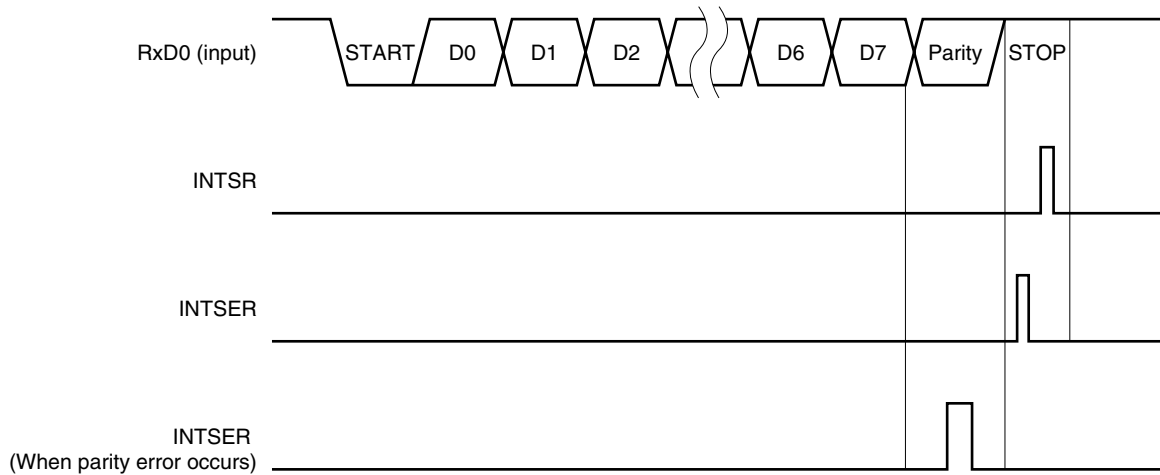 RxD0 (input) START D0 D1 D2 D6 D7 Parity STOP
INTSR
INTSER
INTSER
(When parity error occurs)